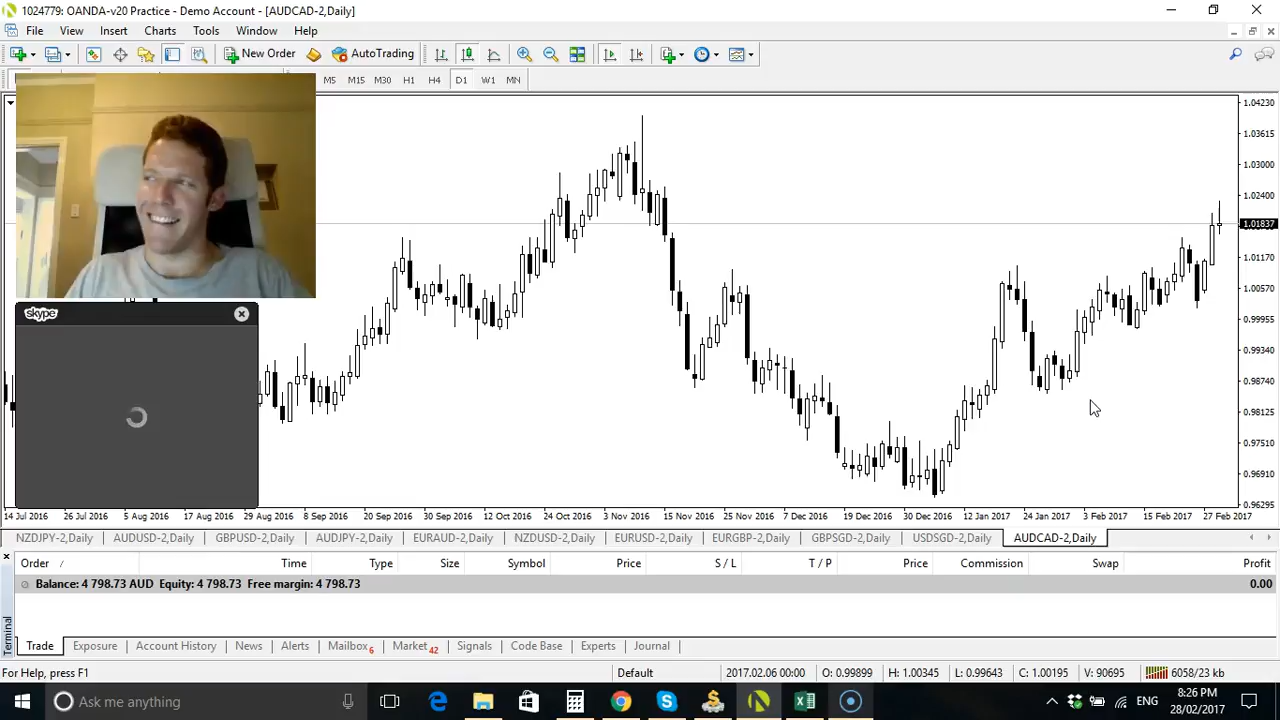 1024779: OANDA-v20 Practice - Demo Account - [AUDCAD-2,Daily]
File View Insert Charts Tools Window Help
New Order AutoTrading
M5 M15 M30 H1 H4 D1 W1 MN
1.04230
1.03615
1.03000
1.02400
1.01837
1.01170
1.00570
0.99955
0.99340
0.98740
0.98125
0.97510
0.96910
0.96295
skype
14 Jul 2016 26 Jul 2016 5 Aug 2016 17 Aug 2016 29 Aug 2016 8 Sep 2016 20 Sep 2016 30 Sep 2016 12 Oct 2016 24 Oct 2016 3 Nov 2016 15 Nov 2016 25 Nov 2016 7 Dec 2016 19 Dec 2016 30 Dec 2016 12 Jan 2017 24 Jan 2017 3 Feb 2017 15 Feb 2017 27 Feb 2017
NZDJPY-2,Daily AUDUSD-2,Daily GBPUSD-2,Daily AUDJPY-2,Daily EURAUD-2,Daily NZDUSD-2,Daily EURUSD-2,Daily EURGBP-2,Daily GBPSGD-2,Daily USDSGD-2,Daily AUDCAD-2,Daily
Order / Time Type Size Symbol Price S / L T / P Price Commission Swap Profit
Balance: 4 798.73 AUD Equity: 4 798.73 Free margin: 4 798.73 0.00
Terminal
Trade Exposure Account History News Alerts Mailbox 6 Market 42 Signals Code Base Experts Journal
For Help, press F1 Default 2017.02.06 00:00 O: 0.99899 H: 1.00345 L: 0.99643 C: 1.00195 V: 90695 6058/23 kb
Ask me anything ENG 8:26 PM
28/02/2017